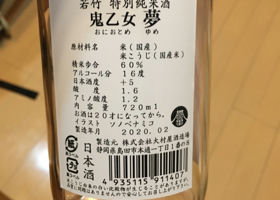 若竹 特別純米酒
鬼乙女 夢
おにおとめ ゆめ
原材料名 米(国産)
米こうじ(国産米)
精米歩合 60%
アルコール分 16度
日本酒度 +5
酸度 1.6
アミノ酸度 1.2
内容量 720ml
お酒は20才になってから。
イラスト ソノベナミコ
製造年月 2020.02
製造元 株式会社大村屋酒造場
静岡県島田市本通一丁目1番の8
日本酒
4 935115 911407